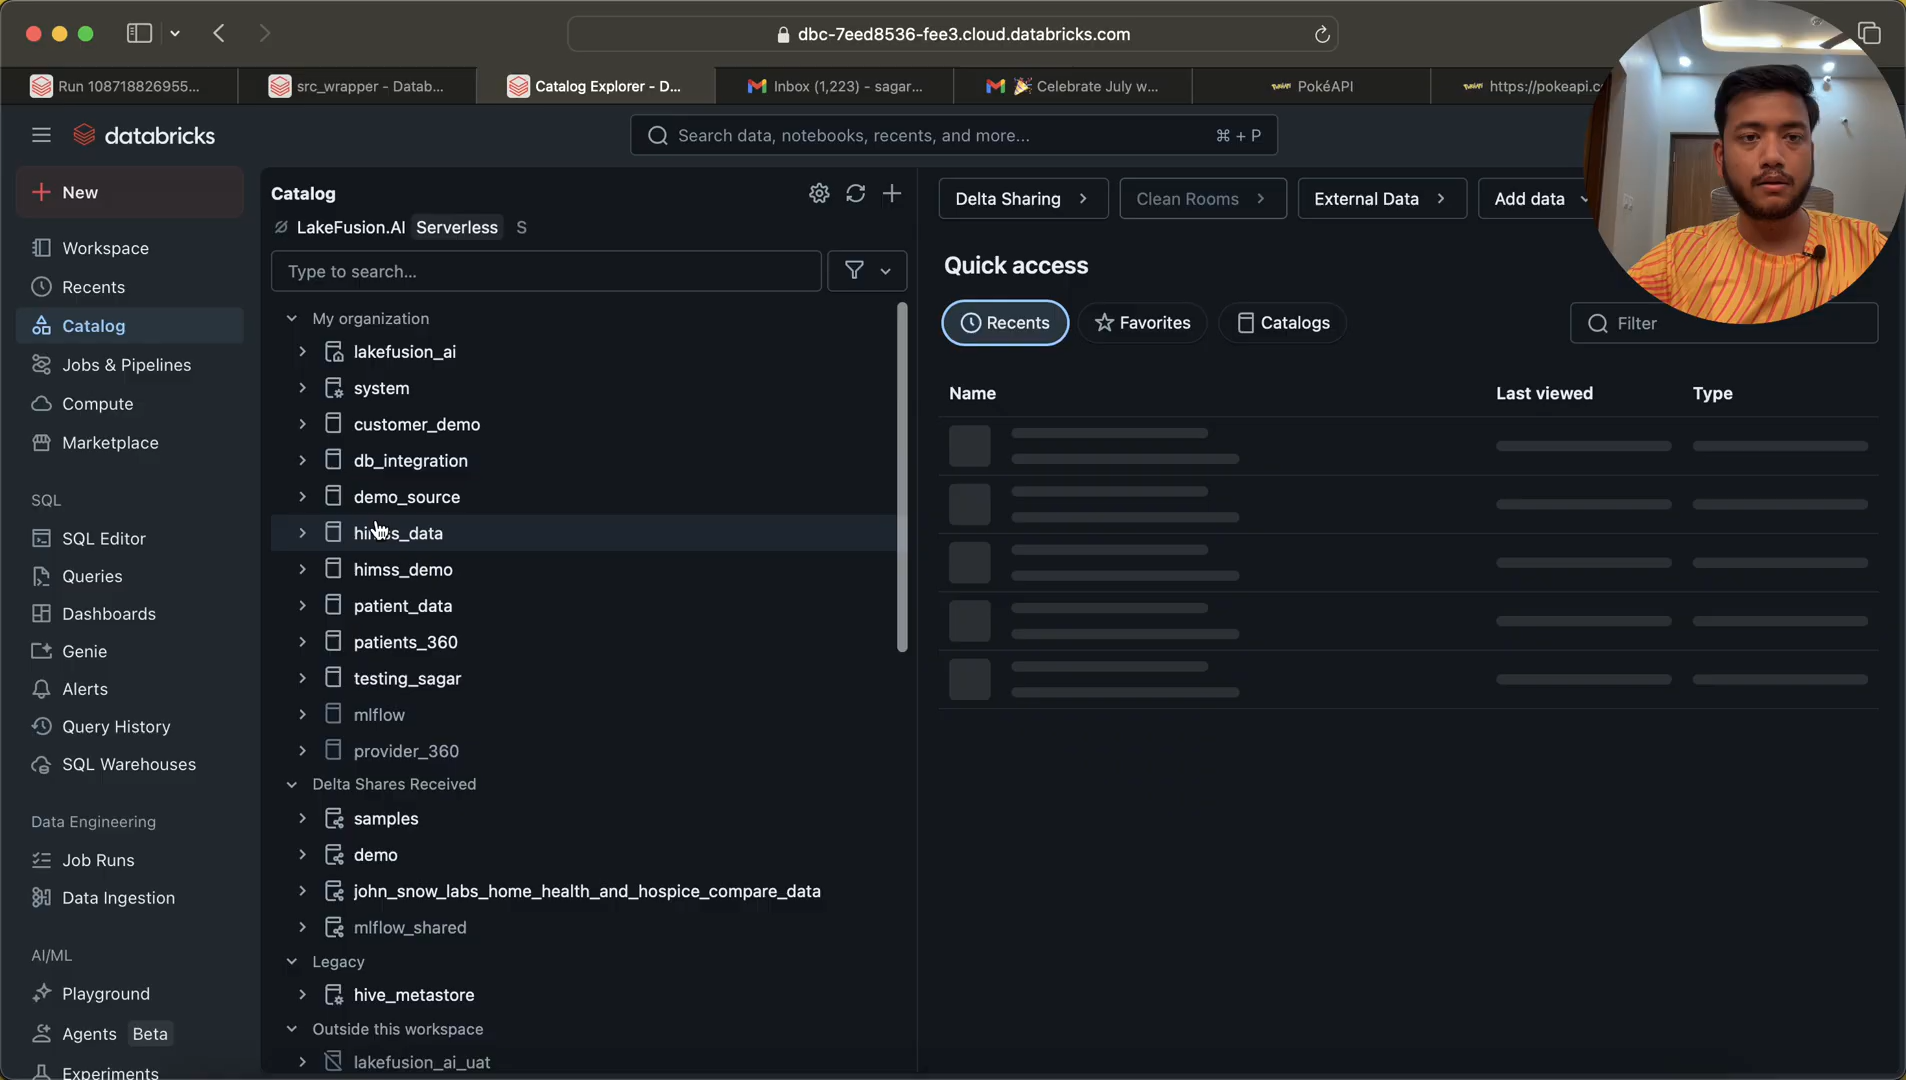 dbc-7eed8536-fee3.cloud.databricks.com
Run 108718826955...
src_wrapper - Datab...
Catalog Explorer - D...
Inbox (1,223) - sagar...
🎉 Celebrate July w...
PokéAPI
https://pokeapi.c
databricks
Search data, notebooks, recents, and more...
⌘ + P
New
Workspace
Recents
Catalog
Jobs & Pipelines
Compute
Marketplace
SQL
SQL Editor
Queries
Dashboards
Genie
Alerts
Query History
SQL Warehouses
Data Engineering
Job Runs
Data Ingestion
AI/ML
Playground
Agents Beta
Experiments
Catalog
LakeFusion.AI Serverless S
Type to search...
My organization
lakefusion_ai
system
customer_demo
db_integration
demo_source
himss_data
himss_demo
patient_data
patients_360
testing_sagar
mlflow
provider_360
Delta Shares Received
samples
demo
john_snow_labs_home_health_and_hospice_compare_data
mlflow_shared
Legacy
hive_metastore
Outside this workspace
lakefusion_ai_uat
Delta Sharing
Clean Rooms
External Data
Add data
Quick access
Recents
Favorites
Catalogs
Filter
Name
Last viewed
Type